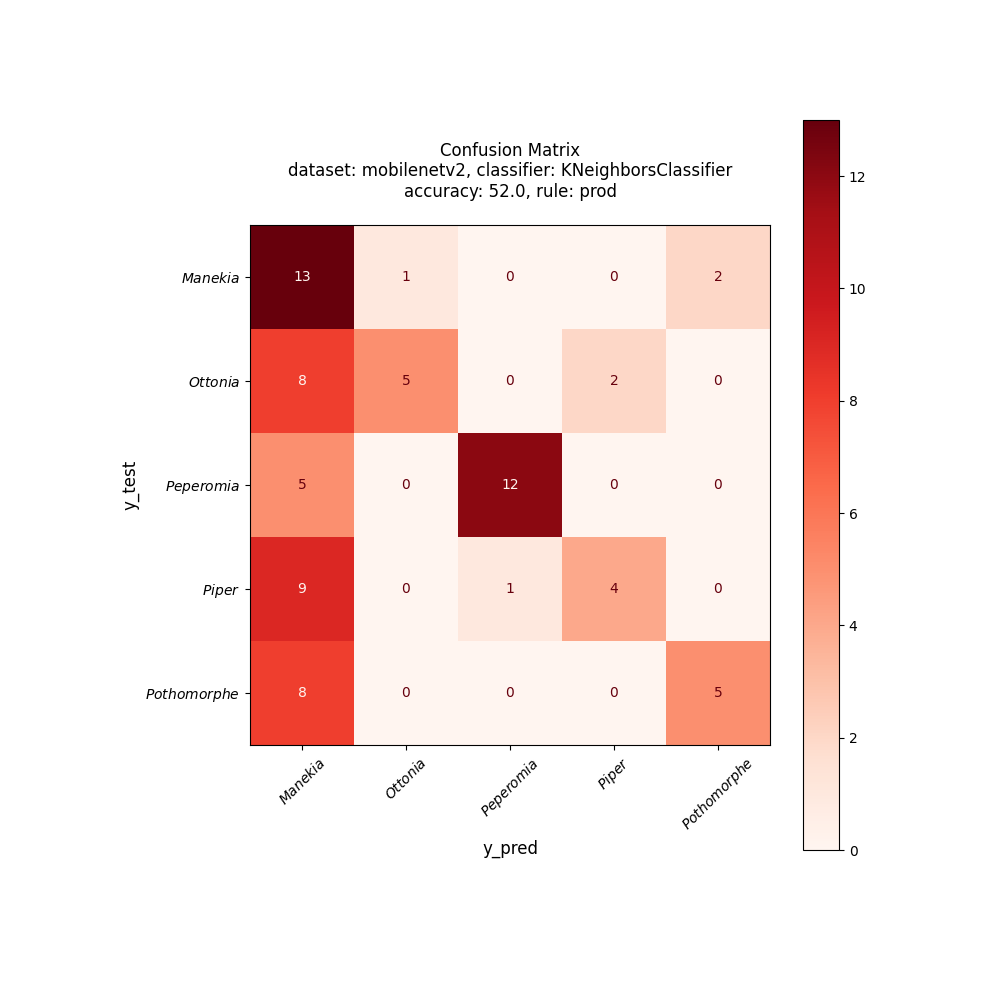 Confusion Matrix
dataset: mobilenetv2, classifier: KNeighborsClassifier
accuracy: 52.0, rule: prod
y_test
Manekia 13 1 0 0 2
Ottonia 8 5 0 2 0
Peperomia 5 0 12 0 0
Piper 9 0 1 4 0
Pothomorphe 8 0 0 0 5
Manekia Ottonia Peperomia Piper Pothomorphe
y_pred
12
10
8
6
4
2
0